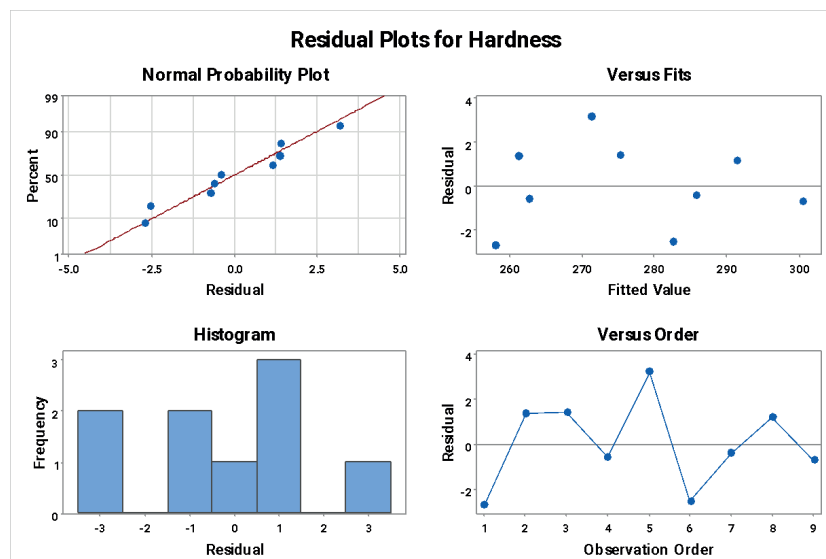 Residual Plots for Hardness
Normal Probability Plot
99
90
50
10
1
Percent
-5.0 -2.5 0.0 2.5 5.0
Residual
Versus Fits
4
2
0
-2
Residual
260 270 280 290 300
Fitted Value
Histogram
3
2
1
0
Frequency
-3 -2 -1 0 1 2 3
Residual
Versus Order
4
2
0
-2
Residual
1 2 3 4 5 6 7 8 9
Observation Order